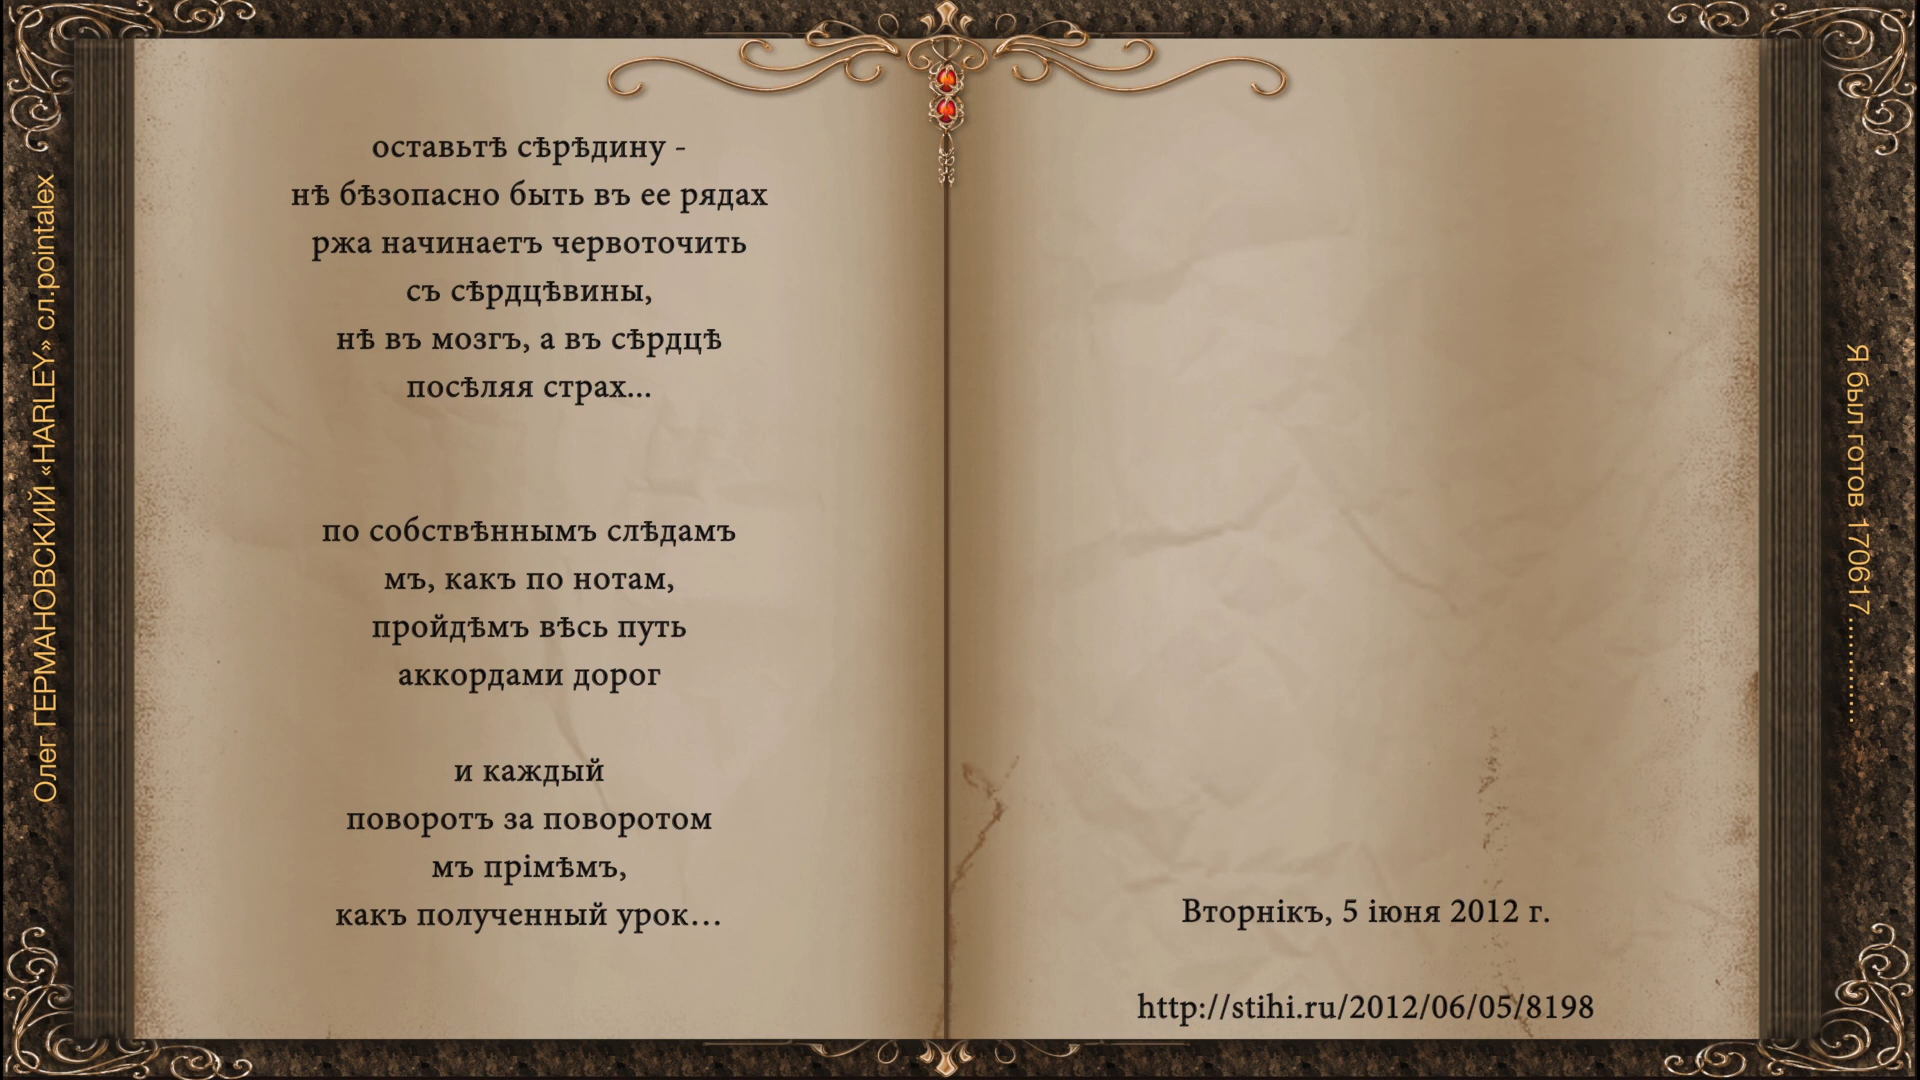 Олег ГЕРМАНОВСКИЙ «HARLEY» сл.pointalex
оставьтѣ сѣрѣдину -
нѣ бѣзопасно быть въ ее рядах
ржа начинаетъ червоточить
съ сѣрдцѣвины,
нѣ въ мозгъ, а въ сѣрдцѣ
посѣляя страх...
по собствѣннымъ слѣдамъ
мъ, какъ по нотам,
пройдѣмъ вѣсь путь
аккордами дорог
и каждый
поворотъ за поворотом
мъ прімѣмъ,
какъ полученный урок…
Вторнікъ, 5 іюня 2012 г.
http://stihi.ru/2012/06/05/8198
Я был готов 170617...............